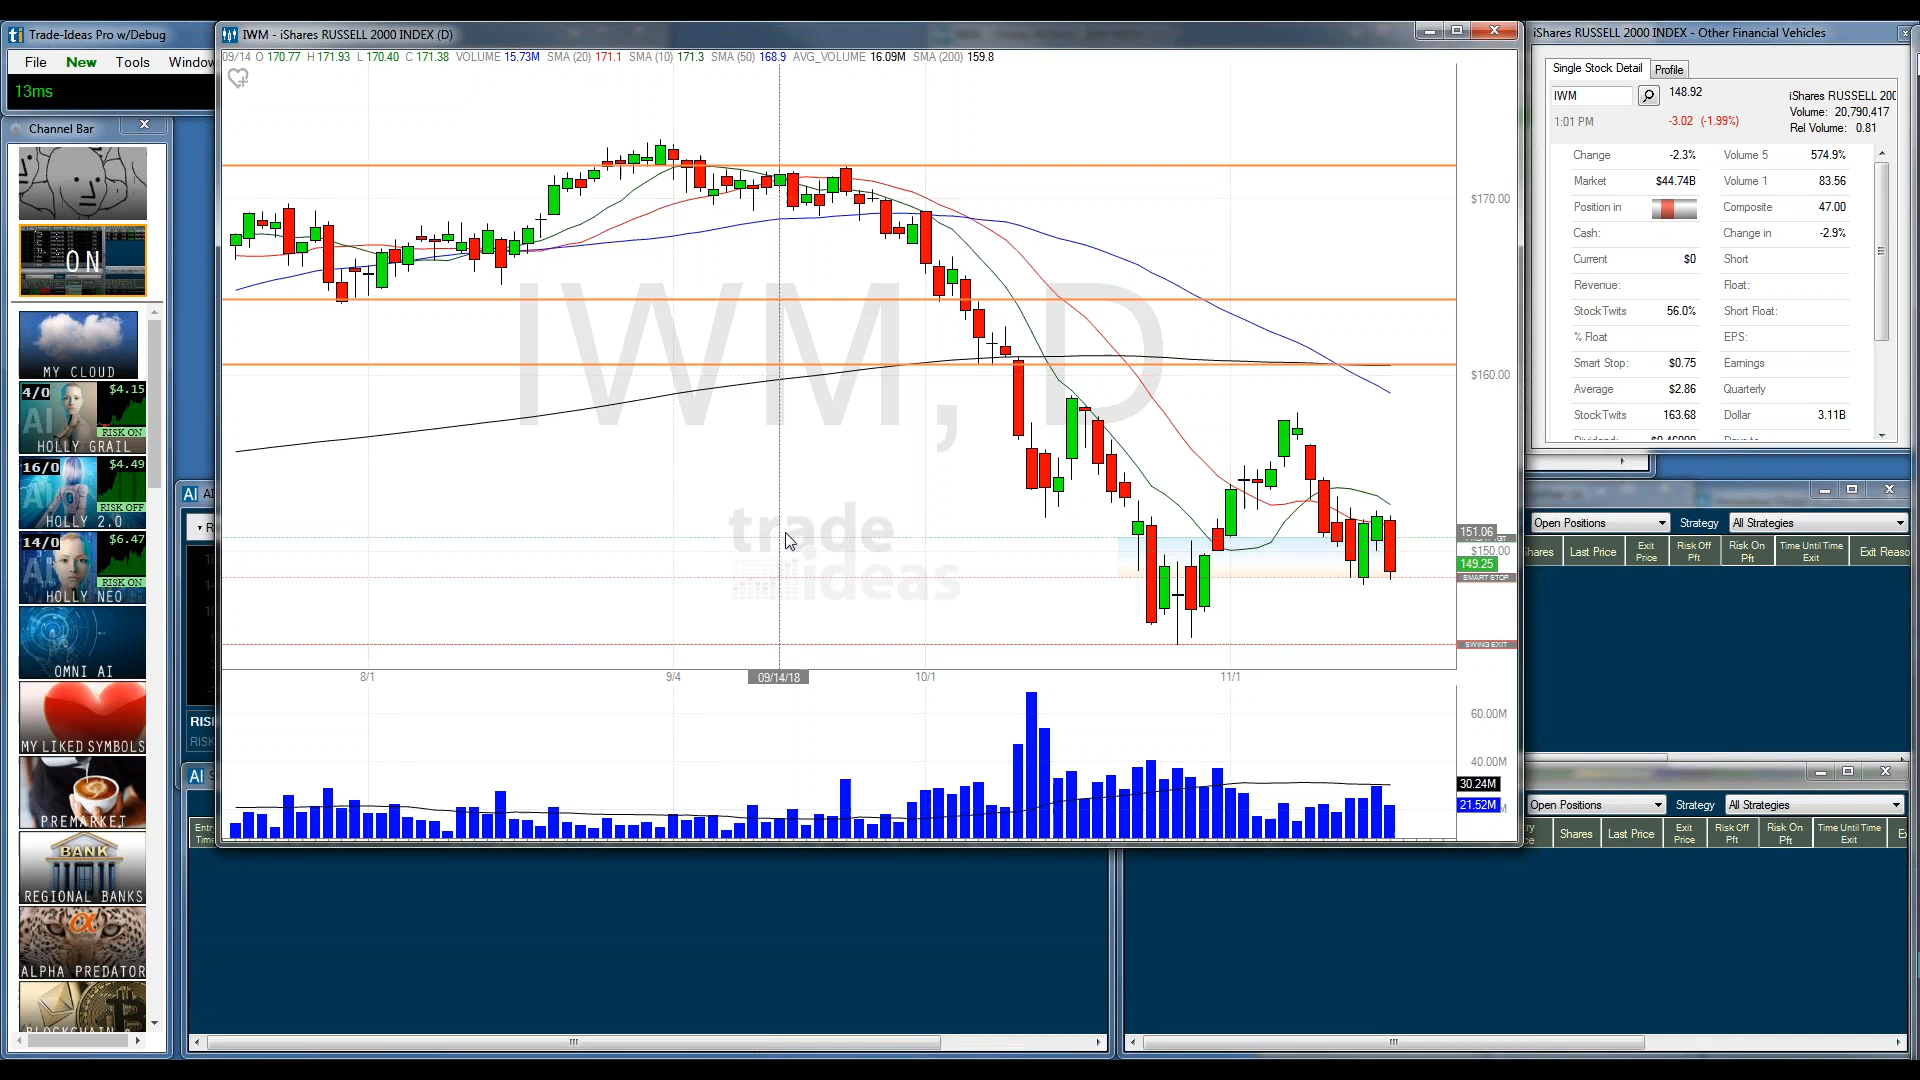 Trade-Ideas Pro w/Debug
File New Tools Window
13ms
Channel Bar
ON
MY CLOUD
4/0 $4.15
AI RISK ON
HOLLY GRAIL
16/0 $4.49
AI RISK OFF
HOLLY 2.0
14/0 $6.47
AI RISK ON
HOLLY NEO
OMNI AI
MY LIKED SYMBOLS
PREMARKET
BANK
REGIONAL BANKS
α
ALPHA PREDATOR
IWM - iShares RUSSELL 2000 INDEX (D)
09/14 O 170.77 H 171.93 L 170.40 C 171.38 VOLUME 15.73M SMA (20) 171.1 SMA (10) 171.3 SMA (50) 168.9 AVG_VOLUME 16.09M SMA (200) 159.8
IWM, D
trade
ideas
$170.00
$160.00
151.06
$150.00
149.25
SMART STOP
SWING EXIT
8/1 9/4 09/14/18 10/1 11/1
60.00M
40.00M
30.24M
21.52M
iShares RUSSELL 2000 INDEX - Other Financial Vehicles
Single Stock Detail Profile
IWM 148.92 iShares RUSSELL 200
Volume: 20,790,417
1:01 PM -3.02 (-1.99%) Rel Volume: 0.81
Change -2.3% Volume 5 574.9%
Market $44.74B Volume 1 83.56
Position in Composite 47.00
Cash: Change in -2.9%
Current $0 Short
Revenue: Float:
StockTwits 56.0% Short Float:
% Float EPS:
Smart Stop: $0.75 Earnings
Average $2.86 Quarterly
StockTwits 163.68 Dollar 3.11B
Open Positions Strategy All Strategies
Shares Last Price Exit Price Risk Off Pft Risk On Pft Time Until Time Exit Exit Reaso
Open Positions Strategy All Strategies
Shares Last Price Exit Price Risk Off Pft Risk On Pft Time Until Time Exit
AI
RISI
AI